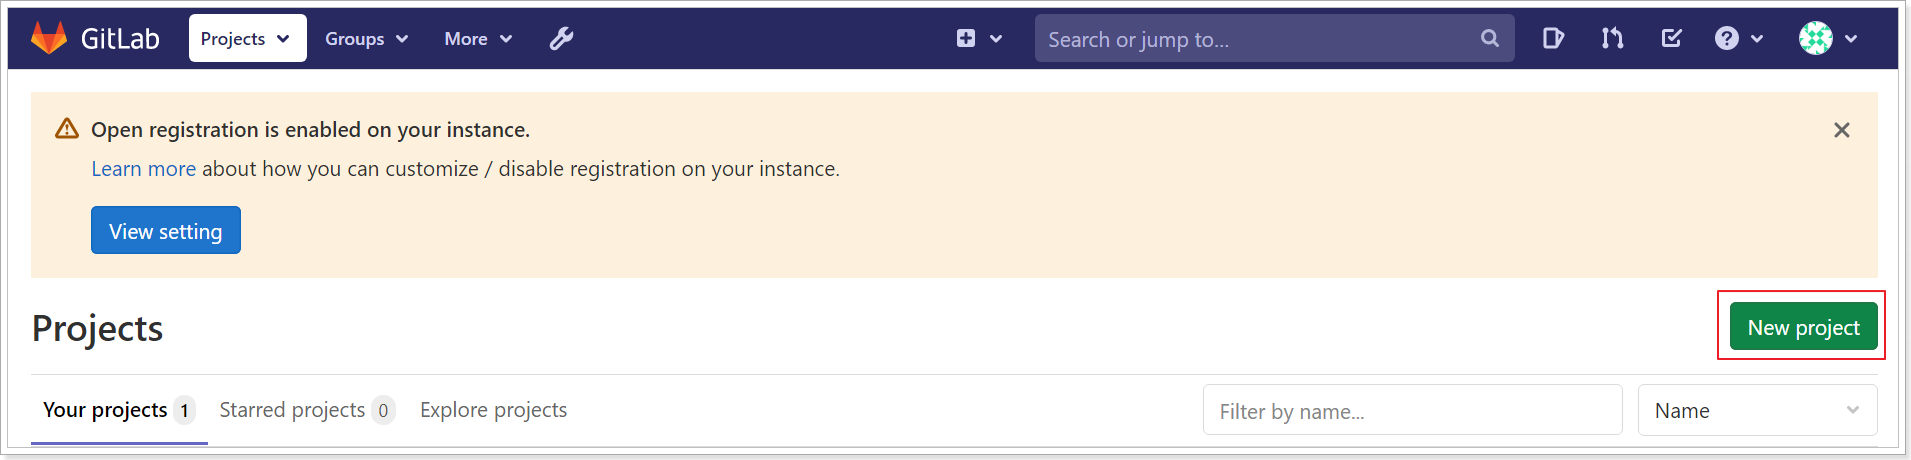 GitLab Projects Groups More Search or jump to...
Open registration is enabled on your instance.
Learn more about how you can customize / disable registration on your instance.
View setting
Projects
New project
Your projects 1 Starred projects 0 Explore projects Filter by name... Name